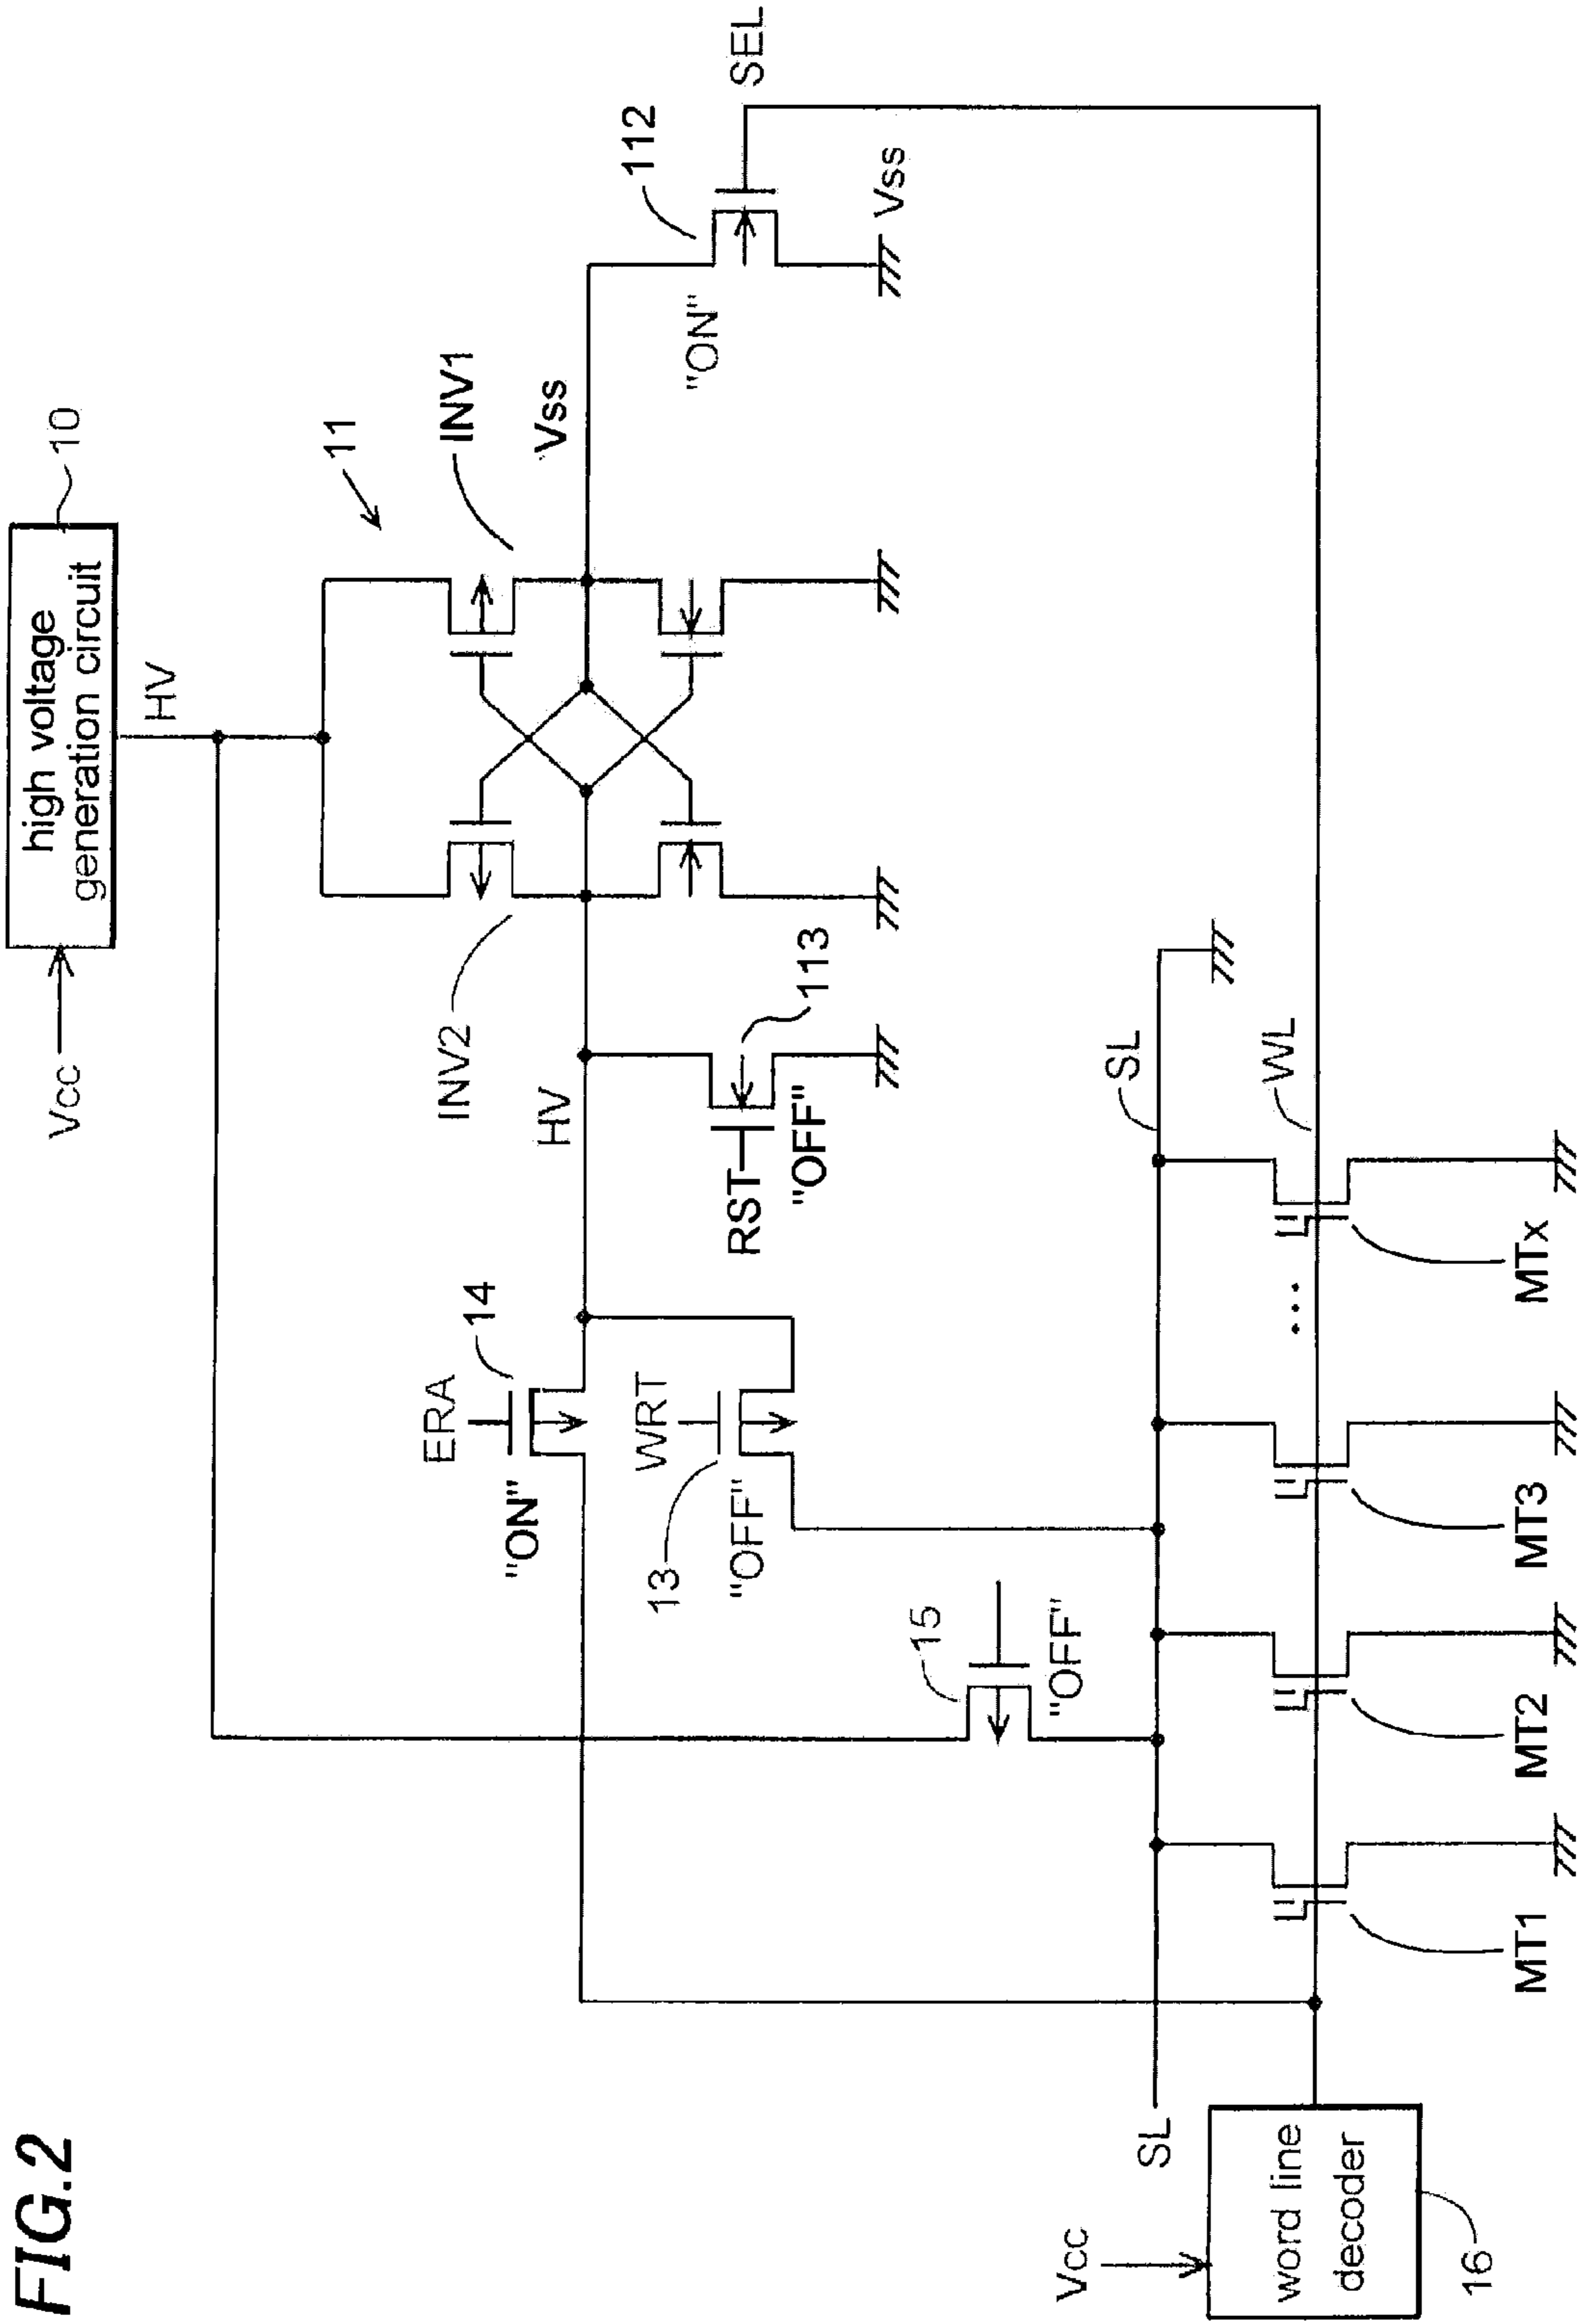 FIG.2
Vcc
high voltage
generation circuit
10
HV
11
INV2
INV1
ERA
14
"ON"
HV
Vss
112
SEL
WRT
13
"OFF"
RST
"OFF"
113
"ON"
Vss
15
"OFF"
SL
SL
WL
Vcc
word line
decoder
16
MT1
MT2
MT3
...
MTx